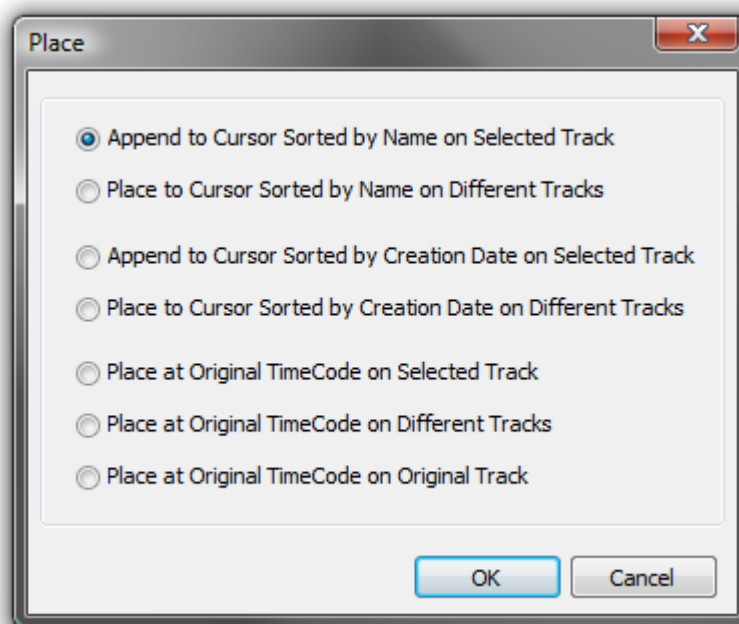 Place
Append to Cursor Sorted by Name on Selected Track
Place to Cursor Sorted by Name on Different Tracks
Append to Cursor Sorted by Creation Date on Selected Track
Place to Cursor Sorted by Creation Date on Different Tracks
Place at Original TimeCode on Selected Track
Place at Original TimeCode on Different Tracks
Place at Original TimeCode on Original Track
OK
Cancel